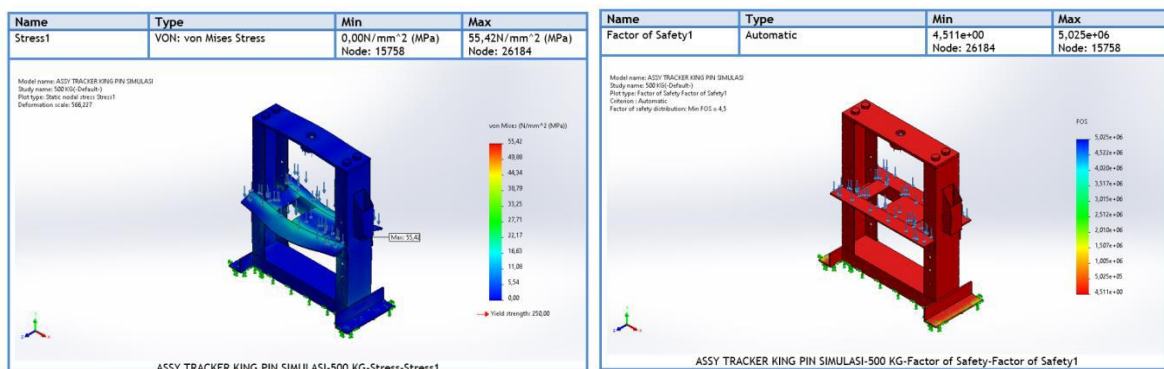 Name Type Min Max
Stress1 VON: von Mises Stress 0,00N/mm^2 (MPa) 55,42N/mm^2 (MPa)
Node: 15758 Node: 26184
Model name: ASSY TRACKER KING PIN SIMULASI
Study name: 500 KG(-Default-)
Plot type: Static nodal stress Stress1
Deformation scale: 566,227
von Mises (N/mm^2 (MPa))
55,42
49,88
44,34
38,79
33,25
27,71
22,17
16,63
11,08
5,54
0,00
Max: 55,42
Yield strength: 250,00
ASSY TRACKER KING PIN SIMULASI-500 KG-Stress-Stress1
Name Type Min Max
Factor of Safety1 Automatic 4,511e+00 5,025e+06
Node: 26184 Node: 15758
Model name: ASSY TRACKER KING PIN SIMULASI
Study name: 500 KG(-Default-)
Plot type: Factor of Safety Factor of Safety1
Criterion : Automatic
Factor of safety distribution: Min FOS = 4,5
FOS
5,025e+06
4,522e+06
4,020e+06
3,517e+06
3,015e+06
2,512e+06
2,010e+06
1,507e+06
1,005e+06
5,025e+05
4,511e+00
ASSY TRACKER KING PIN SIMULASI-500 KG-Factor of Safety-Factor of Safety1